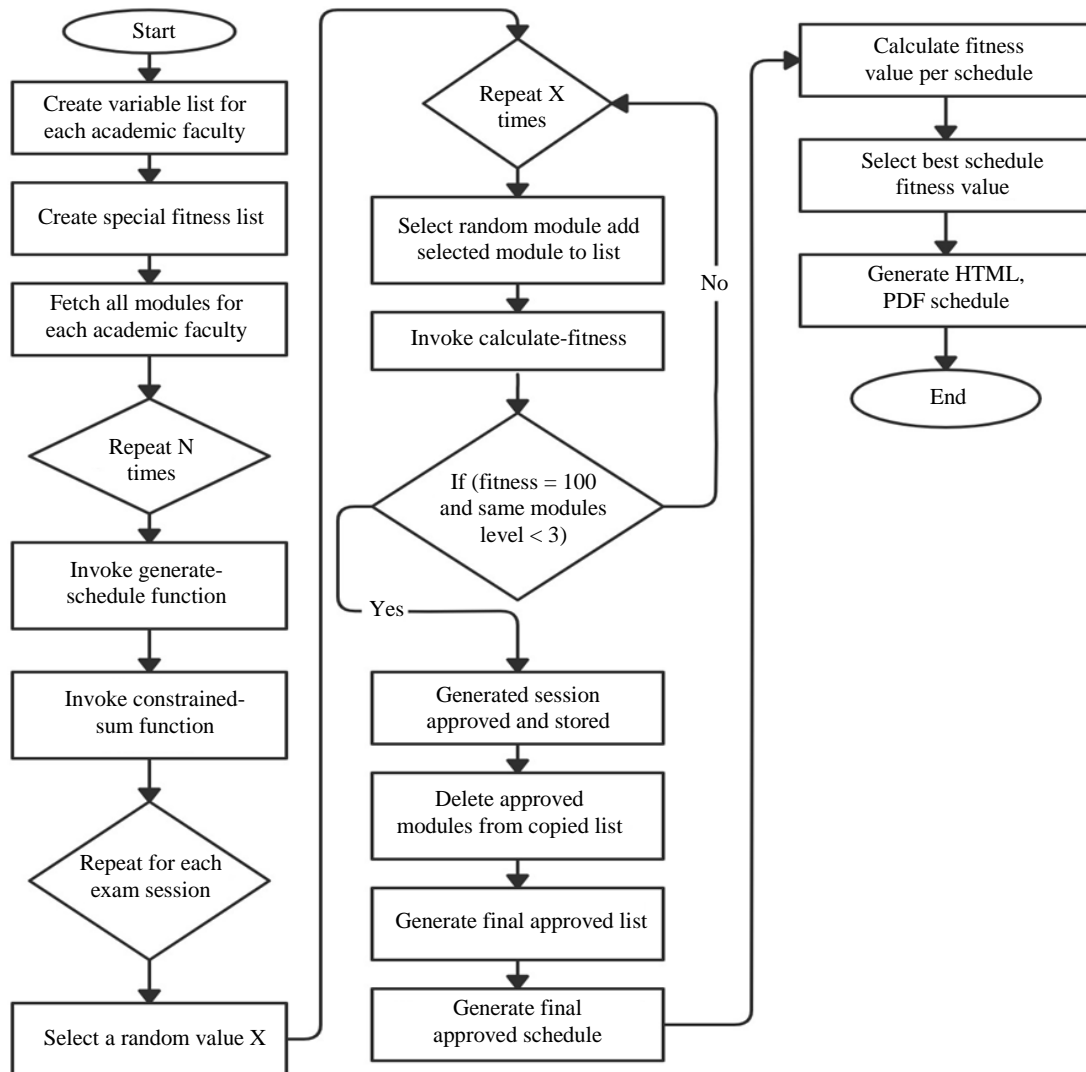 Start
Create variable list for
each academic faculty
Create special fitness list
Fetch all modules for
each academic faculty
Repeat N
times
Invoke generate-
schedule function
Invoke constrained-
sum function
Repeat for each
exam session
Select a random value X
Repeat X
times
Select random module add
selected module to list
Invoke calculate-fitness
If (fitness = 100
and same modules
level < 3)
No
Yes
Generated session
approved and stored
Delete approved
modules from copied list
Generate final approved list
Generate final
approved schedule
Calculate fitness
value per schedule
Select best schedule
fitness value
Generate HTML,
PDF schedule
End